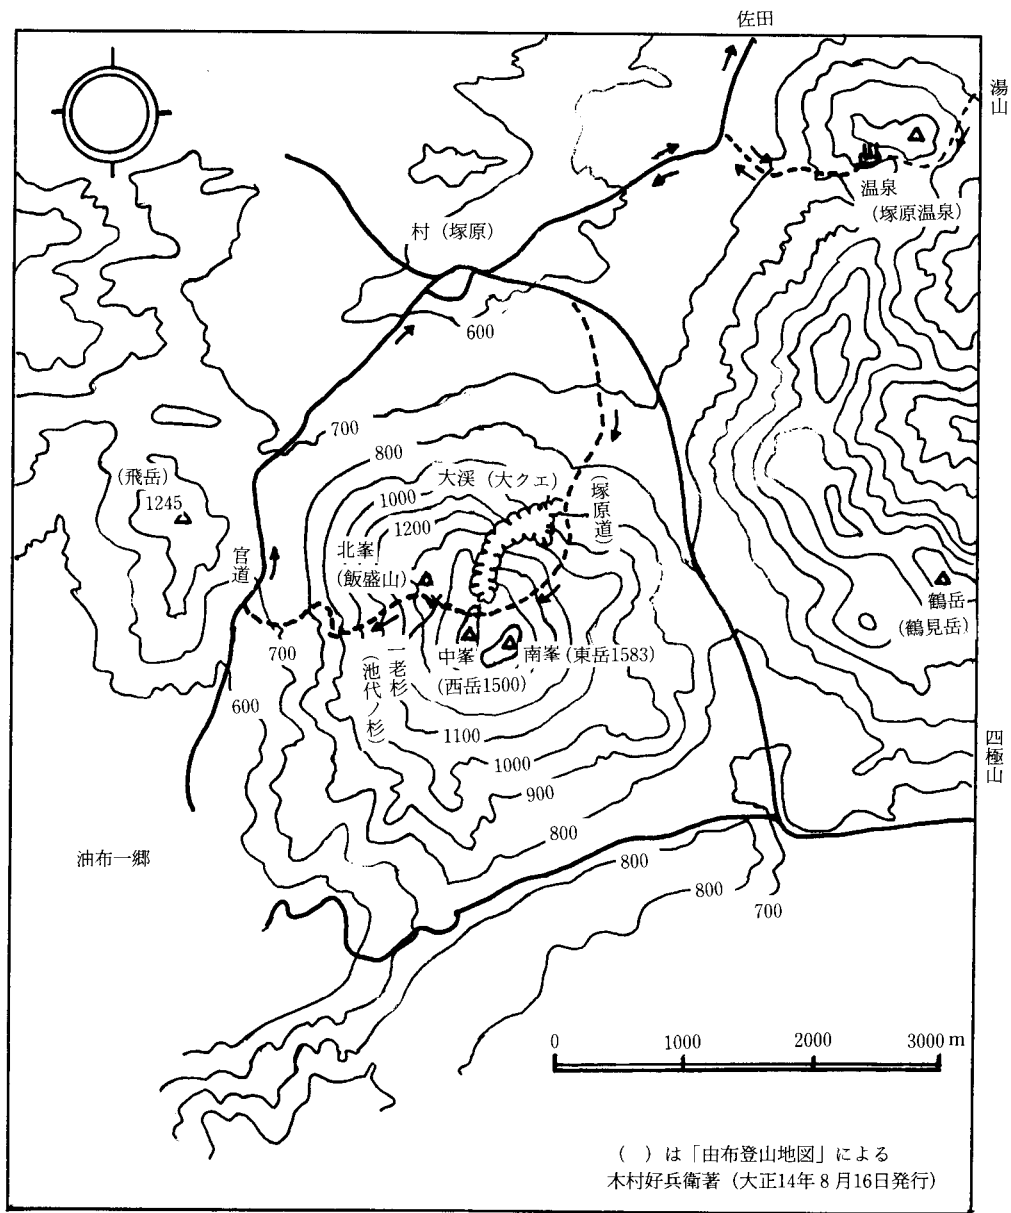 佐田
湯山
温泉
(塚原温泉)
村 (塚原)
600
700
800
大渓 (大クエ)
(飛岳)
1245
1000
1200
(塚原道)
官道
北峯
(飯盛山)
鶴岳
(鶴見岳)
700
一老杉
(池代ノ杉)
中峯
(西岳1500)
南峯 (東岳1583)
600
1100
1000
900
800
四極山
油布一郷
800
800
700
0 1000 2000 3000 m
( )は「由布登山地図」による
木村好兵衛著 (大正14年8月16日発行)